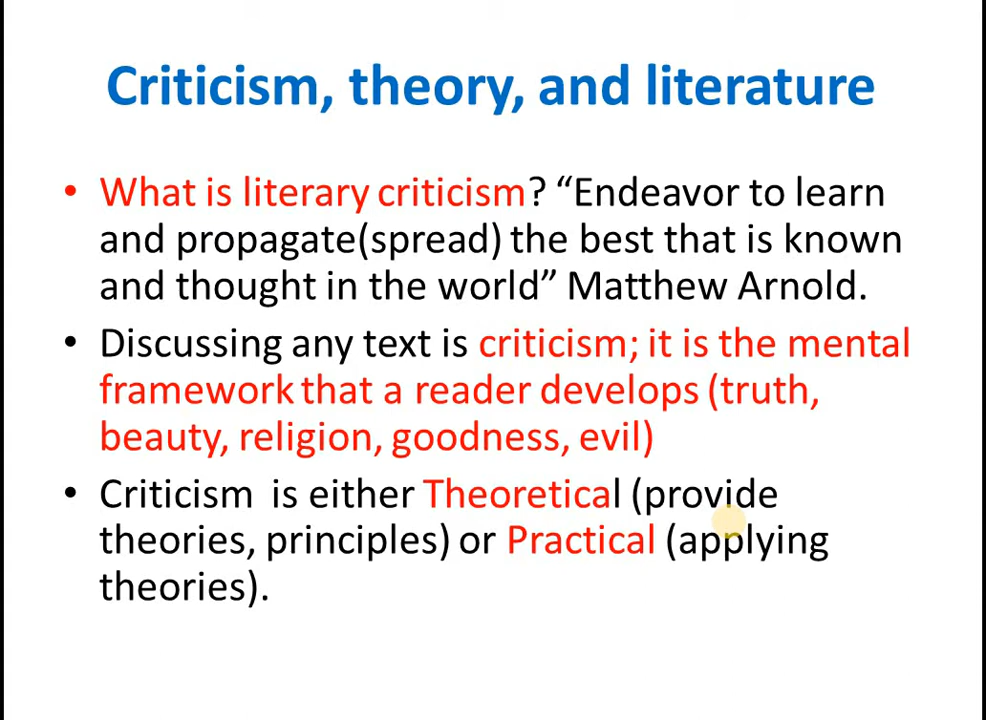 Criticism, theory, and literature
• What is literary criticism? “Endeavor to learn
and propagate(spread) the best that is known
and thought in the world” Matthew Arnold.
• Discussing any text is criticism; it is the mental
framework that a reader develops (truth,
beauty, religion, goodness, evil)
• Criticism  is either Theoretical (provide
theories, principles) or Practical (applying
theories).